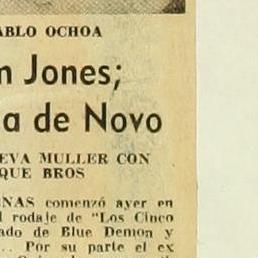 ABLO OCHOA
n Jones;
a de Novo
EVA MULLER CON
QUE BROS
NAS comenzó ayer en
l rodaje de "Los Cinco
ado de Blue Demon y
... Por su parte el ex